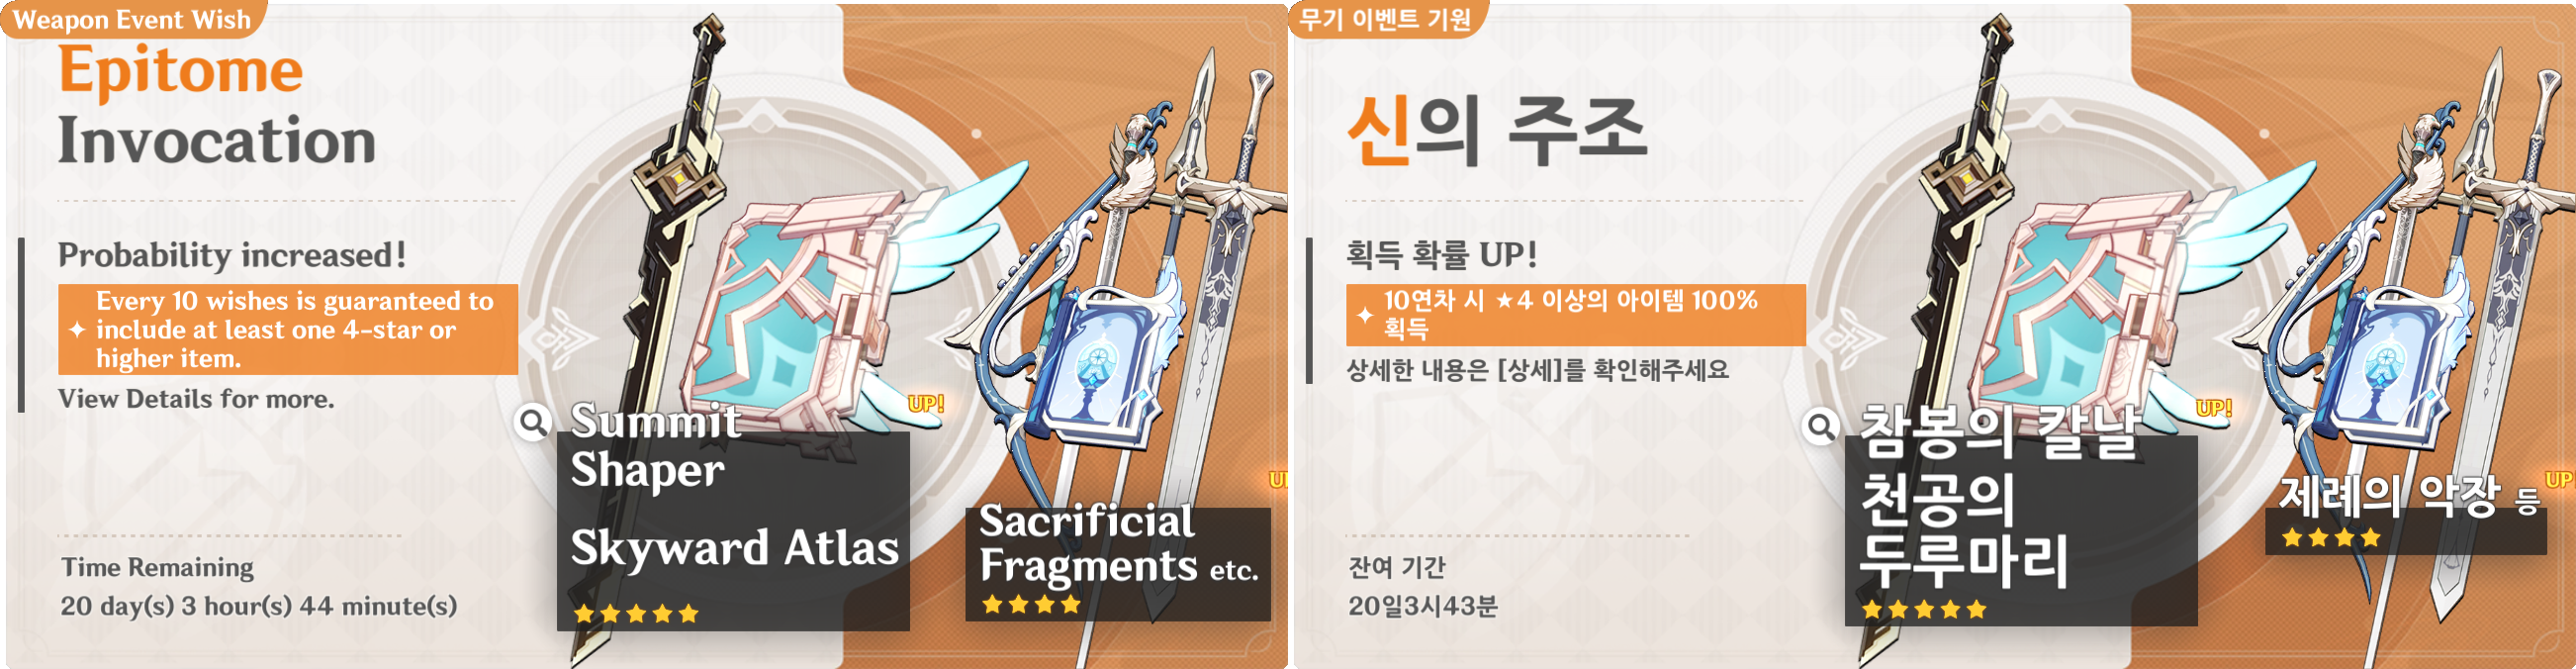 Weapon Event Wish
Epitome
Invocation
Probability increased!
Every 10 wishes is guaranteed to
include at least one 4-star or
higher item.
View Details for more.
Time Remaining
20 day(s) 3 hour(s) 44 minute(s)
UP!
Summit
Shaper
Skyward Atlas
Sacrificial
Fragments etc.
무기 이벤트 기원
신의 주조
획득 확률 UP!
10연차 시 ★4 이상의 아이템 100%
획득
상세한 내용은 [상세]를 확인해주세요
잔여 기간
20일3시43분
UP!
참봉의 칼날
천공의
두루마리
UP
제례의 악장 등